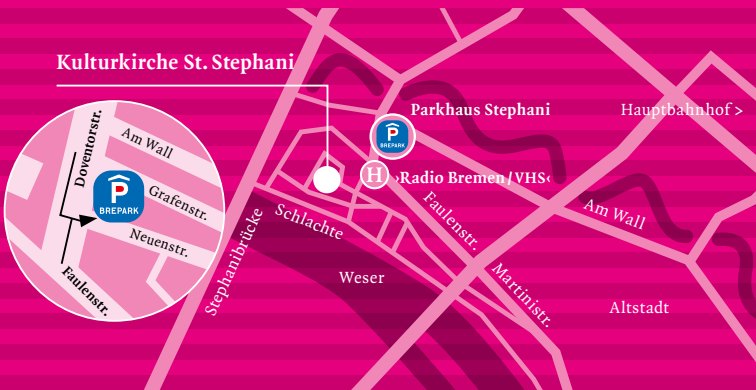 Kulturkirche St. Stephani
Parkhaus Stephani
Hauptbahnhof >
P
BREPARK
H
›Radio Bremen/VHS‹
Doventorstr.
Am Wall
P
BREPARK
Grafenstr.
Neuenstr.
Faulenstr.
Stephanibrücke
Schlachte
Faulenstr.
Am Wall
Weser
Martinistr.
Altstadt